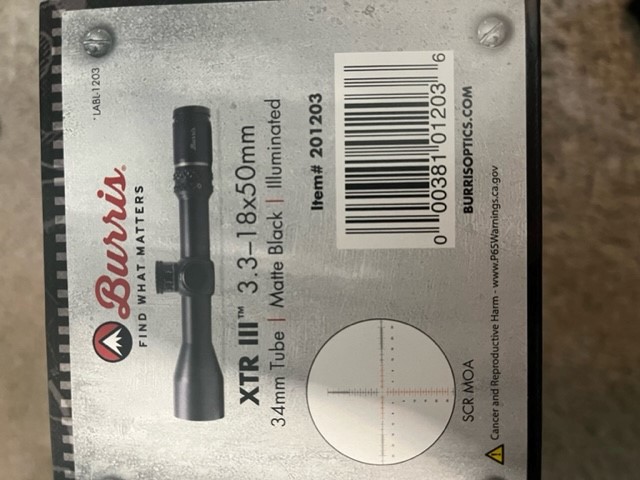 * LABI-1203
Burris
FIND WHAT MATTERS
XTR III™ 3.3–18x50mm
34mm Tube | Matte Black | Illuminated
Item# 201203
0 00381 01203 6
BURRISOPTICS.COM
SCR MOA
Cancer and Reproductive Harm - www.P65Warnings.ca.gov